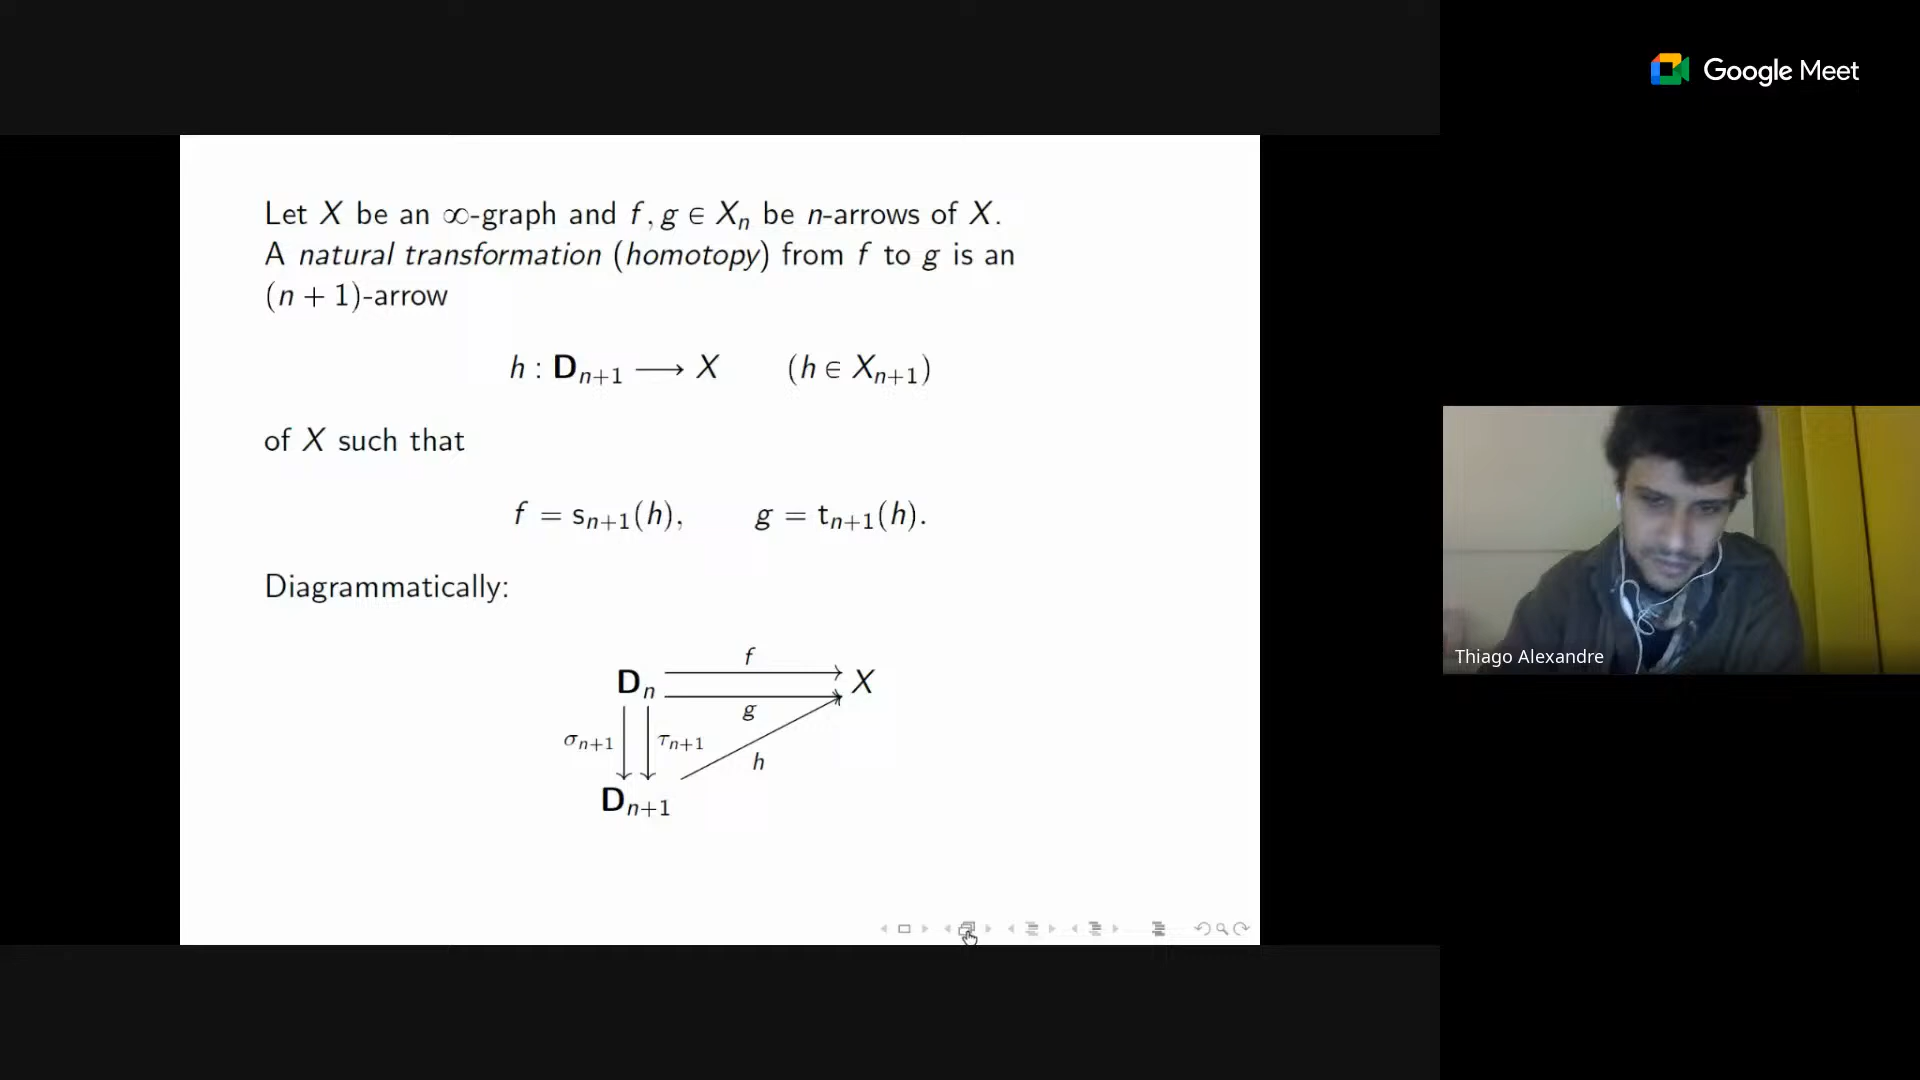 Google Meet
Let X be an ∞-graph and f, g ∈ Xₙ be n-arrows of X.
A natural transformation (homotopy) from f to g is an
(n + 1)-arrow
h : Dₙ₊₁ ⟶ X (h ∈ Xₙ₊₁)
of X such that
f = sₙ₊₁(h), g = tₙ₊₁(h).
Diagrammatically:
f
Dₙ X
g
σₙ₊₁ τₙ₊₁
h
Dₙ₊₁
Thiago Alexandre